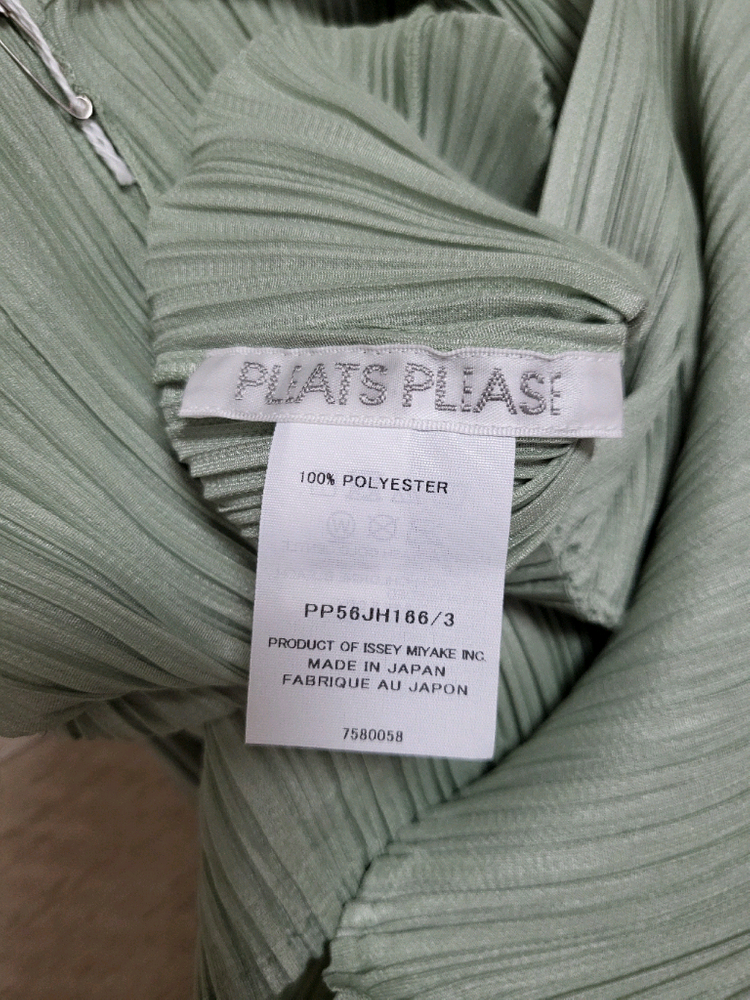 PLEATS PLEASE
100% POLYESTER
PP56JH166/3
PRODUCT OF ISSEY MIYAKE INC.
MADE IN JAPAN
FABRIQUE AU JAPON
7580058